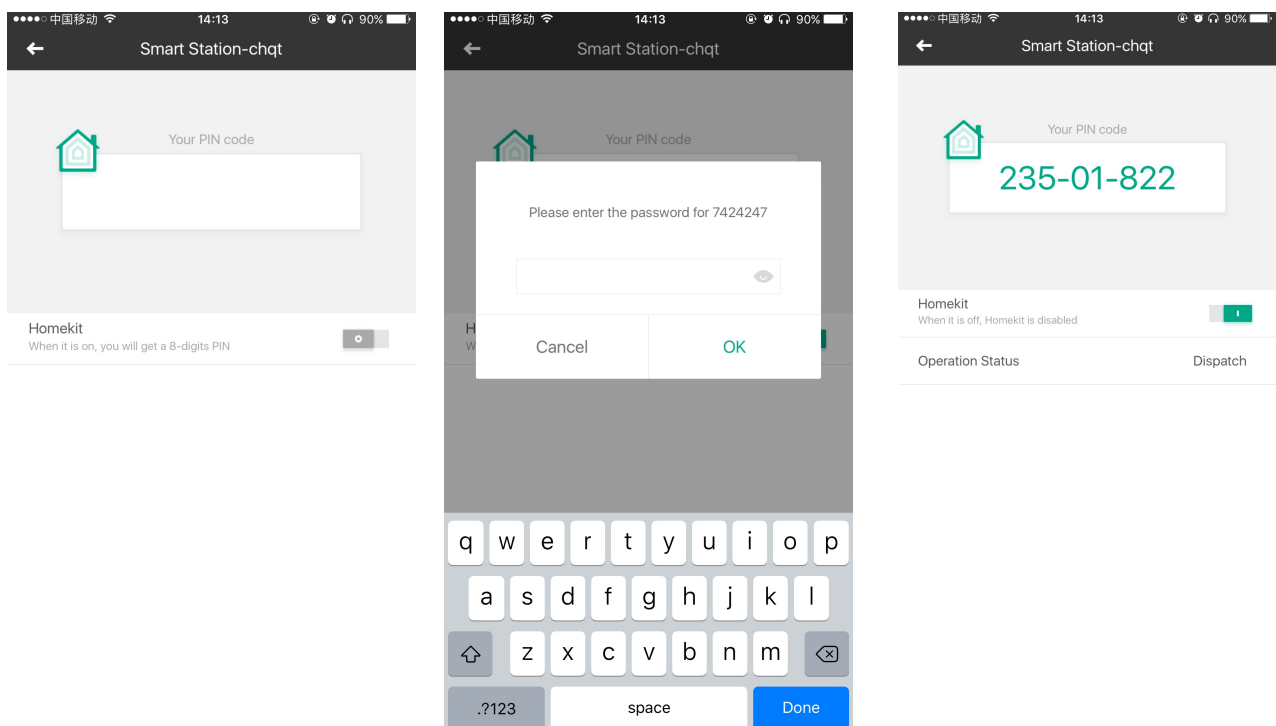 中国移动 14:13 90%
Smart Station-chqt
Your PIN code
Homekit
When it is on, you will get a 8-digits PIN
中国移动 14:13 90%
Smart Station-chqt
Your PIN code
Please enter the password for 7424247
H
W
Cancel OK
q w e r t y u i o p
a s d f g h j k l
z x c v b n m
.?123 space Done
中国移动 14:13 90%
Smart Station-chqt
Your PIN code
235-01-822
Homekit
When it is off, Homekit is disabled
Operation Status Dispatch